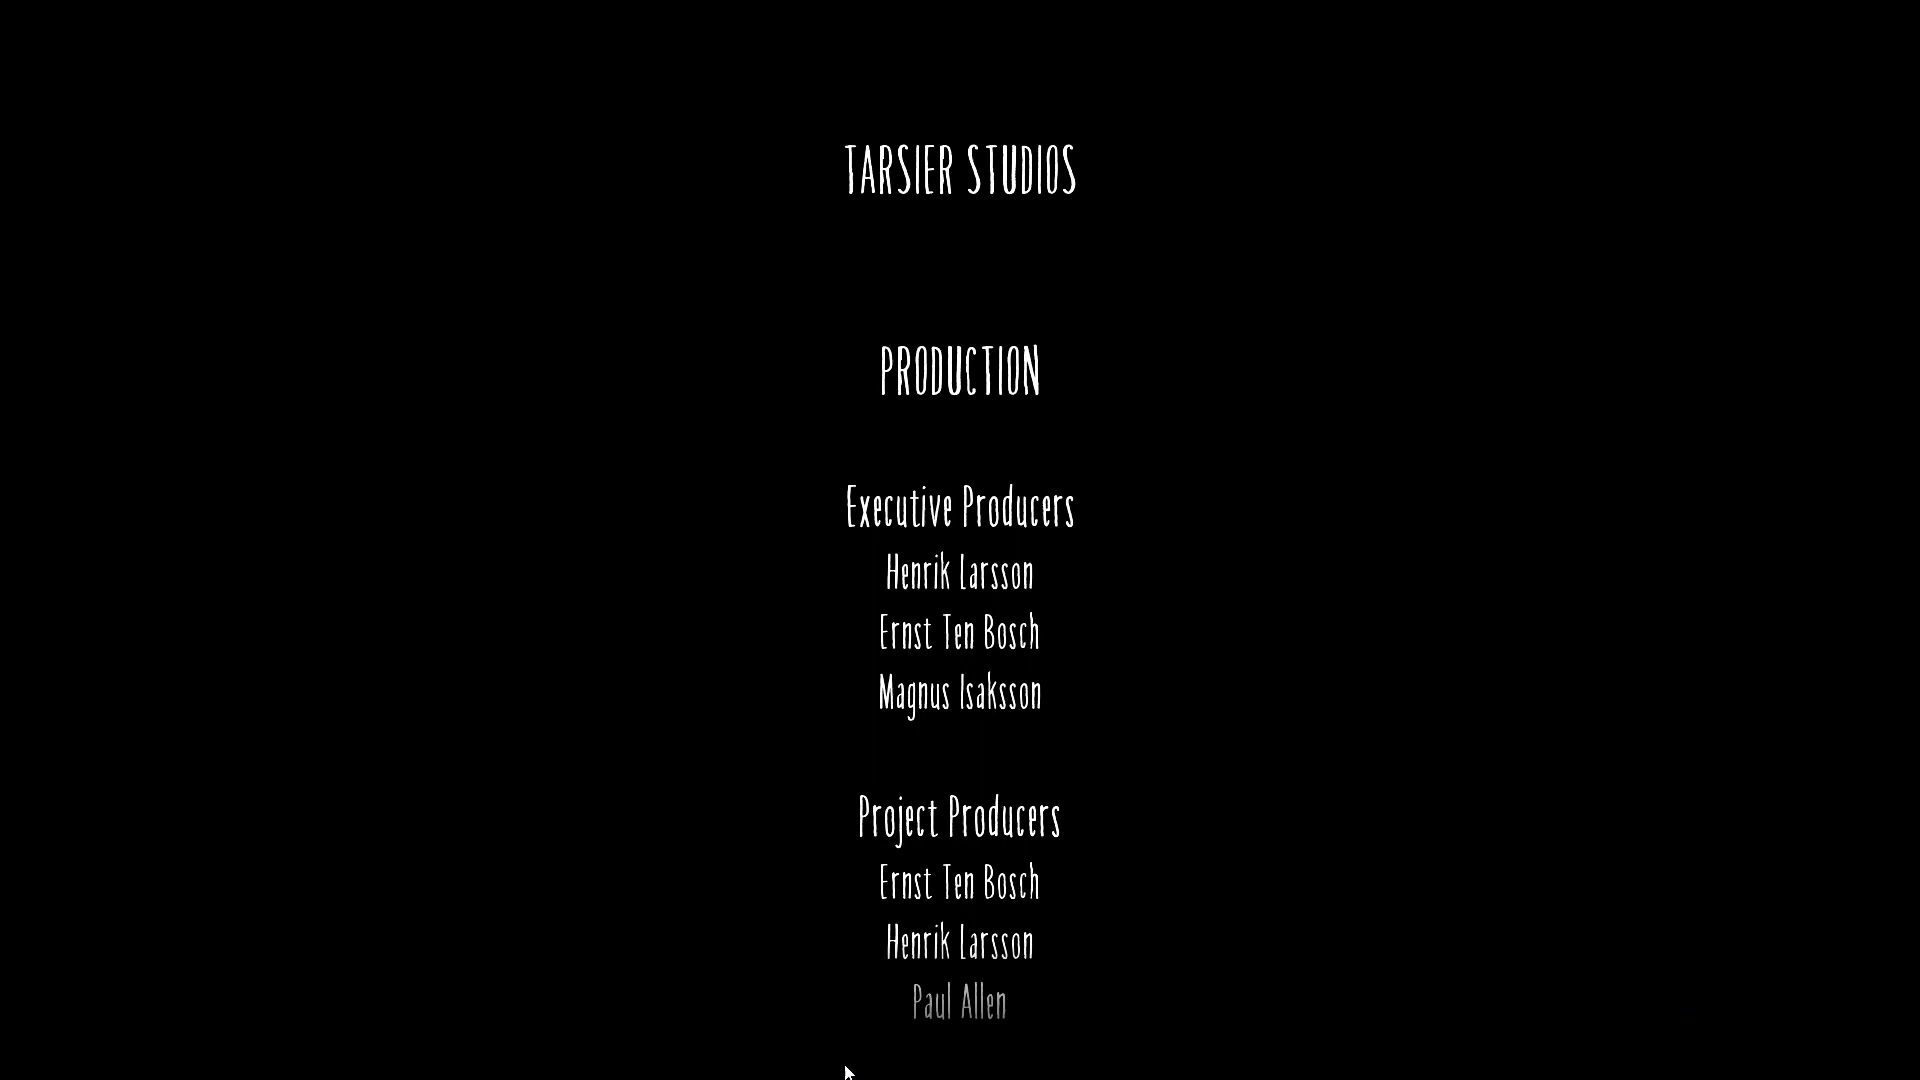 TARSIER STUDIOS
PRODUCTION
Executive Producers
Henrik Larsson
Ernst Ten Bosch
Magnus Isaksson
Project Producers
Ernst Ten Bosch
Henrik Larsson
Paul Allen